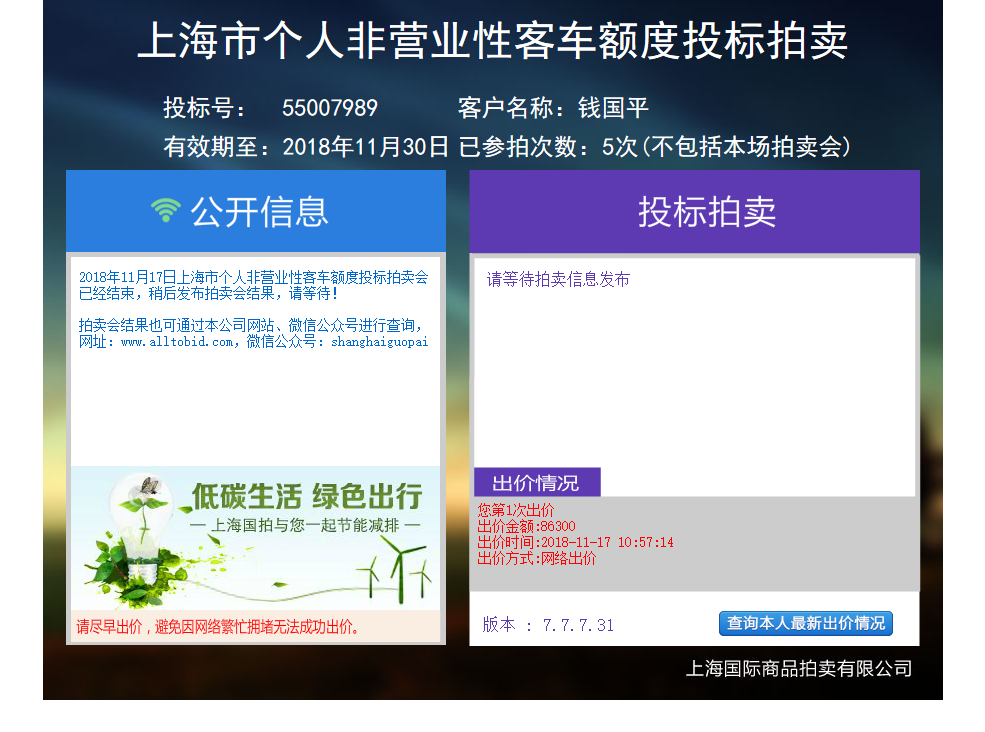 上海市个人非营业性客车额度投标拍卖
投标号： 55007989 客户名称：钱国平
有效期至：2018年11月30日 已参拍次数：5次(不包括本场拍卖会)
公开信息
2018年11月17日上海市个人非营业性客车额度投标拍卖会
已经结束，稍后发布拍卖会结果，请等待！
拍卖会结果也可通过本公司网站、微信公众号进行查询，
网址：www.alltobid.com，微信公众号：shanghaiguopai
低碳生活 绿色出行
— 上海国拍与您一起节能减排 —
请尽早出价，避免因网络繁忙拥堵无法成功出价。
投标拍卖
请等待拍卖信息发布
出价情况
您第1次出价
出价金额:86300
出价时间:2018-11-17 10:57:14
出价方式:网络出价
版本 ：7.7.7.31
查询本人最新出价情况
上海国际商品拍卖有限公司